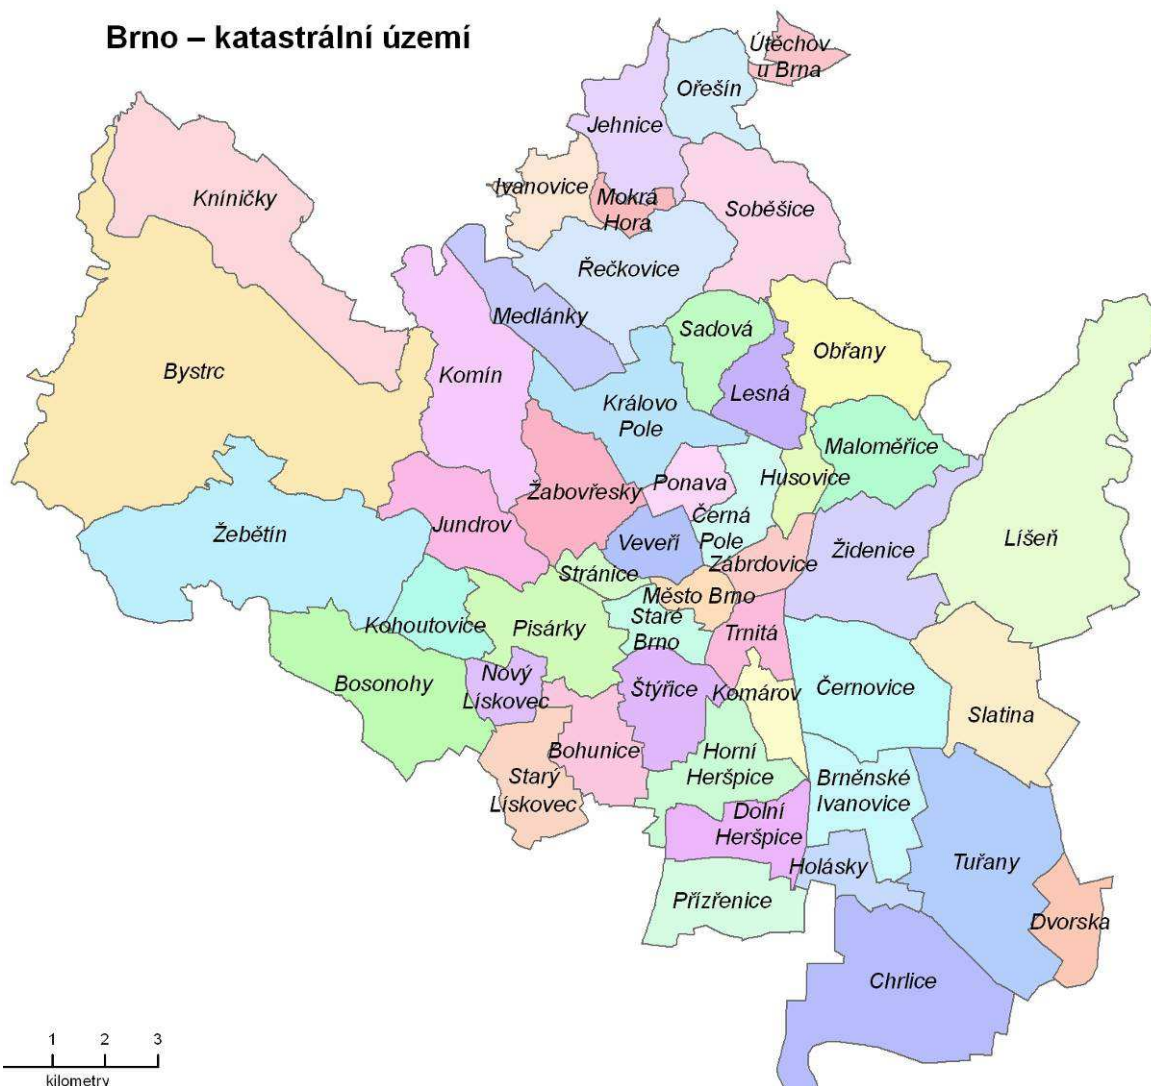 Brno – katastrální území
Útěchov
u Brna
Ořešín
Jehnice
Ivanovice
Mokrá
Hora
Soběšice
Kníničky
Řečkovice
Medlánky
Sadová
Obřany
Bystrc
Komín
Lesná
Královo
Pole
Maloměřice
Husovice
Ponava
Žabovřesky
Černá
Pole
Jundrov
Žebětín
Veveří
Židenice
Líšeň
Zábrdovice
Stránice
Město Brno
Staré
Brno
Trnitá
Kohoutovice
Pisárky
Bosonohy
Nový
Lískovec
Štýřice
Komárov
Černovice
Slatina
Bohunice
Horní
Heršpice
Starý
Lískovec
Brněnské
Ivanovice
Dolní
Heršpice
Holásky
Tuřany
Přízřenice
Dvorska
Chrlice
1 2 3
kilometry